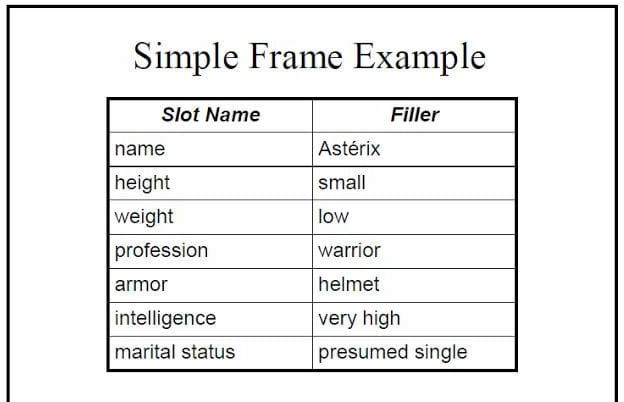 Simple Frame Example
Slot Name Filler
name Astérix
height small
weight low
profession warrior
armor helmet
intelligence very high
marital status presumed single